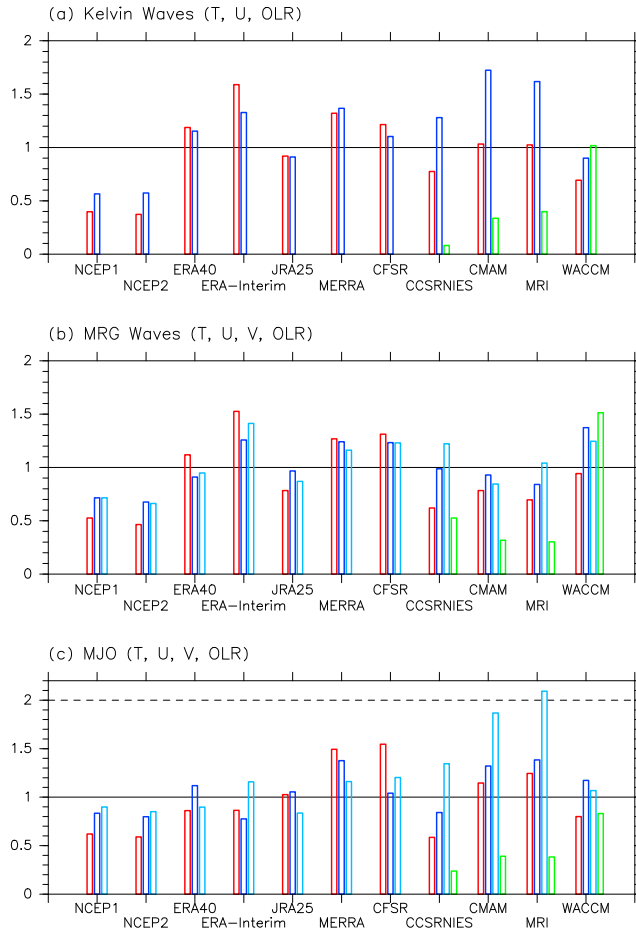 (a) Kelvin Waves (T, U, OLR)
2
1.5
1
0.5
0
NCEP1 ERA40 JRA25 CFSR CMAM WACCM
NCEP2 ERA-Interim MERRA CCSRNIES MRI
(b) MRG Waves (T, U, V, OLR)
2
1.5
1
0.5
0
NCEP1 ERA40 JRA25 CFSR CMAM WACCM
NCEP2 ERA-Interim MERRA CCSRNIES MRI
(c) MJO (T, U, V, OLR)
2
1.5
1
0.5
0
NCEP1 ERA40 JRA25 CFSR CMAM WACCM
NCEP2 ERA-Interim MERRA CCSRNIES MRI